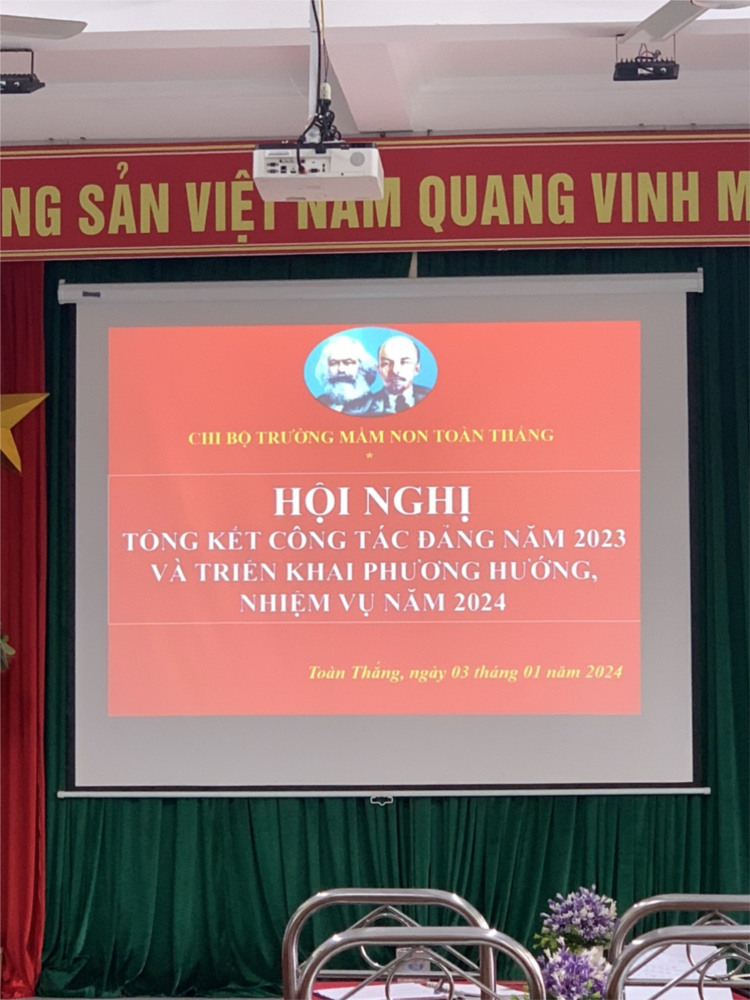 NG SẢN VIỆT NAM QUANG VINH M
CHI BỘ TRƯỜNG MẦM NON TOÀN THẮNG
*
HỘI NGHỊ
TỔNG KẾT CÔNG TÁC ĐẢNG NĂM 2023
VÀ TRIỂN KHAI PHƯƠNG HƯỚNG,
NHIỆM VỤ NĂM 2024
Toàn Thắng, ngày 03 tháng 01 năm 2024